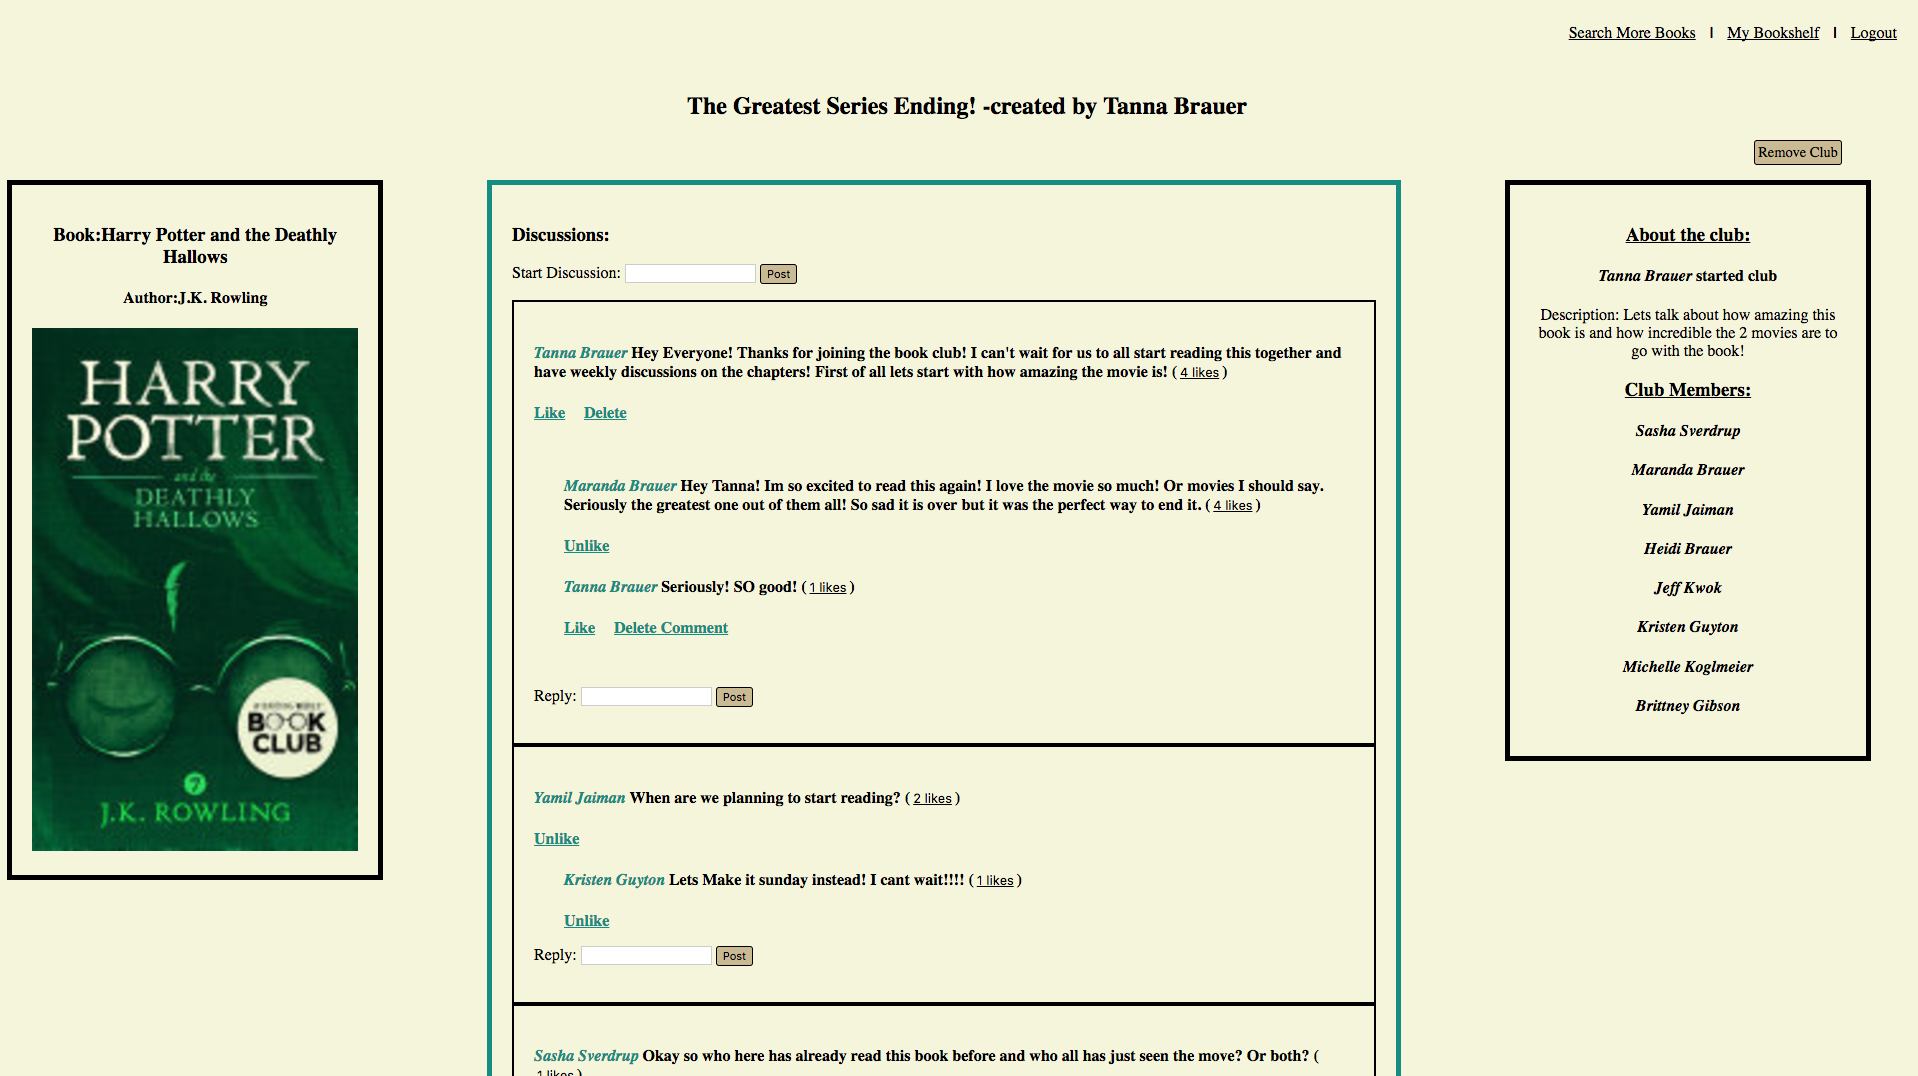 Search More Books | My Bookshelf | Logout
The Greatest Series Ending! -created by Tanna Brauer
Remove Club
Book:Harry Potter and the Deathly
Hallows
Author:J.K. Rowling
HARRY
POTTER
and the
DEATHLY
HALLOWS
BOOK
CLUB
J.K. ROWLING
Discussions:
Start Discussion: Post
Tanna Brauer Hey Everyone! Thanks for joining the book club! I can't wait for us to all start reading this together and
have weekly discussions on the chapters! First of all lets start with how amazing the movie is! ( 4 likes )
Like Delete
Maranda Brauer Hey Tanna! Im so excited to read this again! I love the movie so much! Or movies I should say.
Seriously the greatest one out of them all! So sad it is over but it was the perfect way to end it. ( 4 likes )
Unlike
Tanna Brauer Seriously! SO good! ( 1 likes )
Like Delete Comment
Reply: Post
Yamil Jaiman When are we planning to start reading? ( 2 likes )
Unlike
Kristen Guyton Lets Make it sunday instead! I cant wait!!!! ( 1 likes )
Unlike
Reply: Post
Sasha Sverdrup Okay so who here has already read this book before and who all has just seen the move? Or both? (
1 likes )
About the club:
Tanna Brauer started club
Description: Lets talk about how amazing this
book is and how incredible the 2 movies are to
go with the book!
Club Members:
Sasha Sverdrup
Maranda Brauer
Yamil Jaiman
Heidi Brauer
Jeff Kwok
Kristen Guyton
Michelle Koglmeier
Brittney Gibson